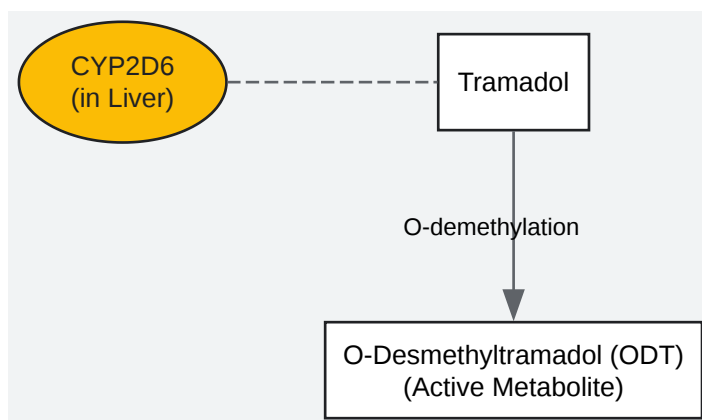 CYP2D6
(in Liver)
Tramadol
O-demethylation
O-Desmethyltramadol (ODT)
(Active Metabolite)